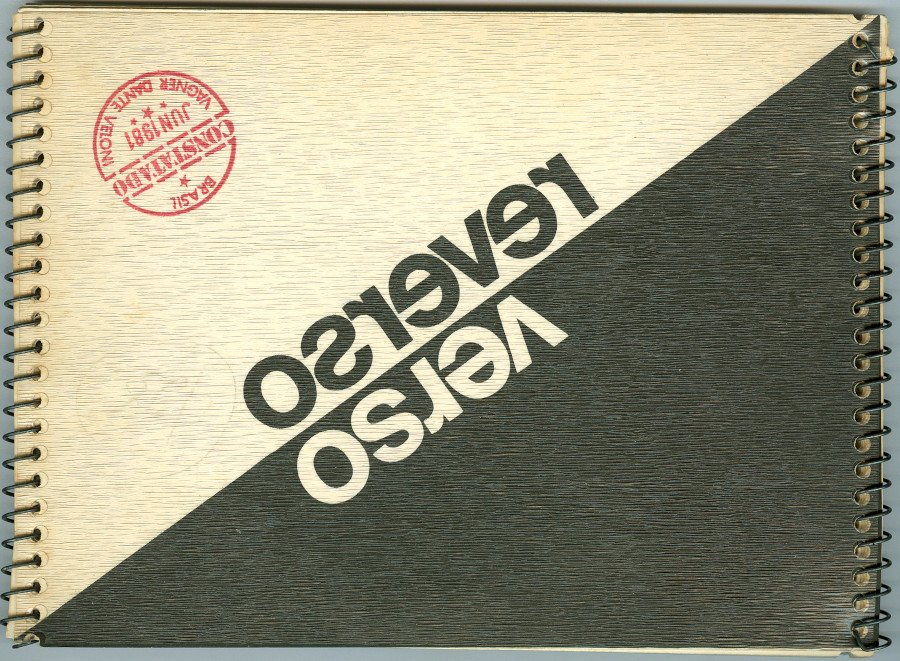 BRASIL
CONSTATADO
JUN 1981
VAGNER DANTE VELONI
reverso
verso